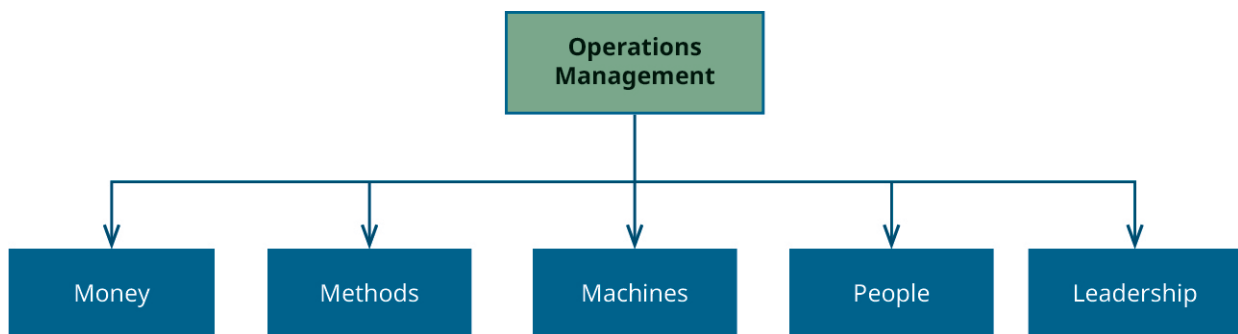 Operations
Management
Money
Methods
Machines
People
Leadership